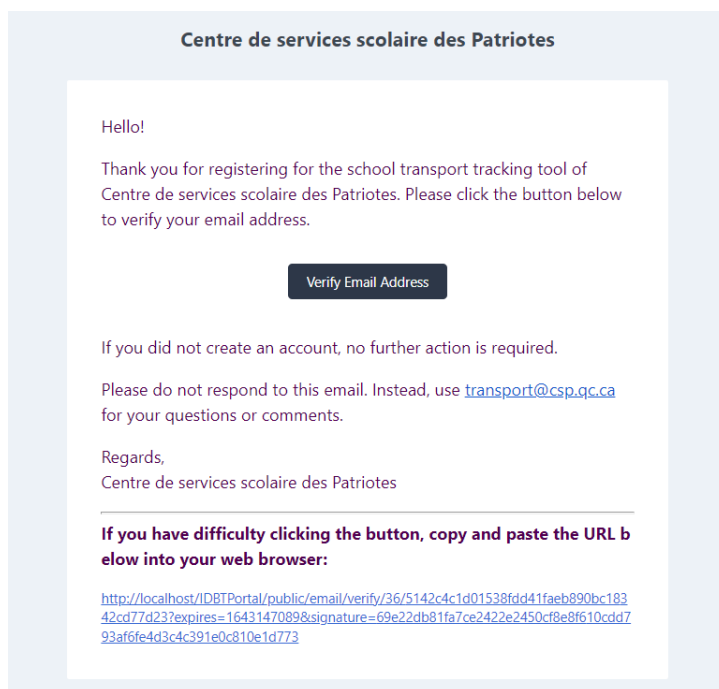 Centre de services scolaire des Patriotes
Hello!
Thank you for registering for the school transport tracking tool of
Centre de services scolaire des Patriotes. Please click the button below
to verify your email address.
Verify Email Address
If you did not create an account, no further action is required.
Please do not respond to this email. Instead, use transport@csp.qc.ca
for your questions or comments.
Regards,
Centre de services scolaire des Patriotes
If you have difficulty clicking the button, copy and paste the URL b
elow into your web browser:
http://localhost/IDBTPortal/public/email/verify/36/5142c4c1d01538fdd41faeb890bc183
42cd77d23?expires=1643147089&signature=69e22db81fa7ce2422e2450cf8e8f610cdd7
93af6fe4d3c4c391e0c810e1d773